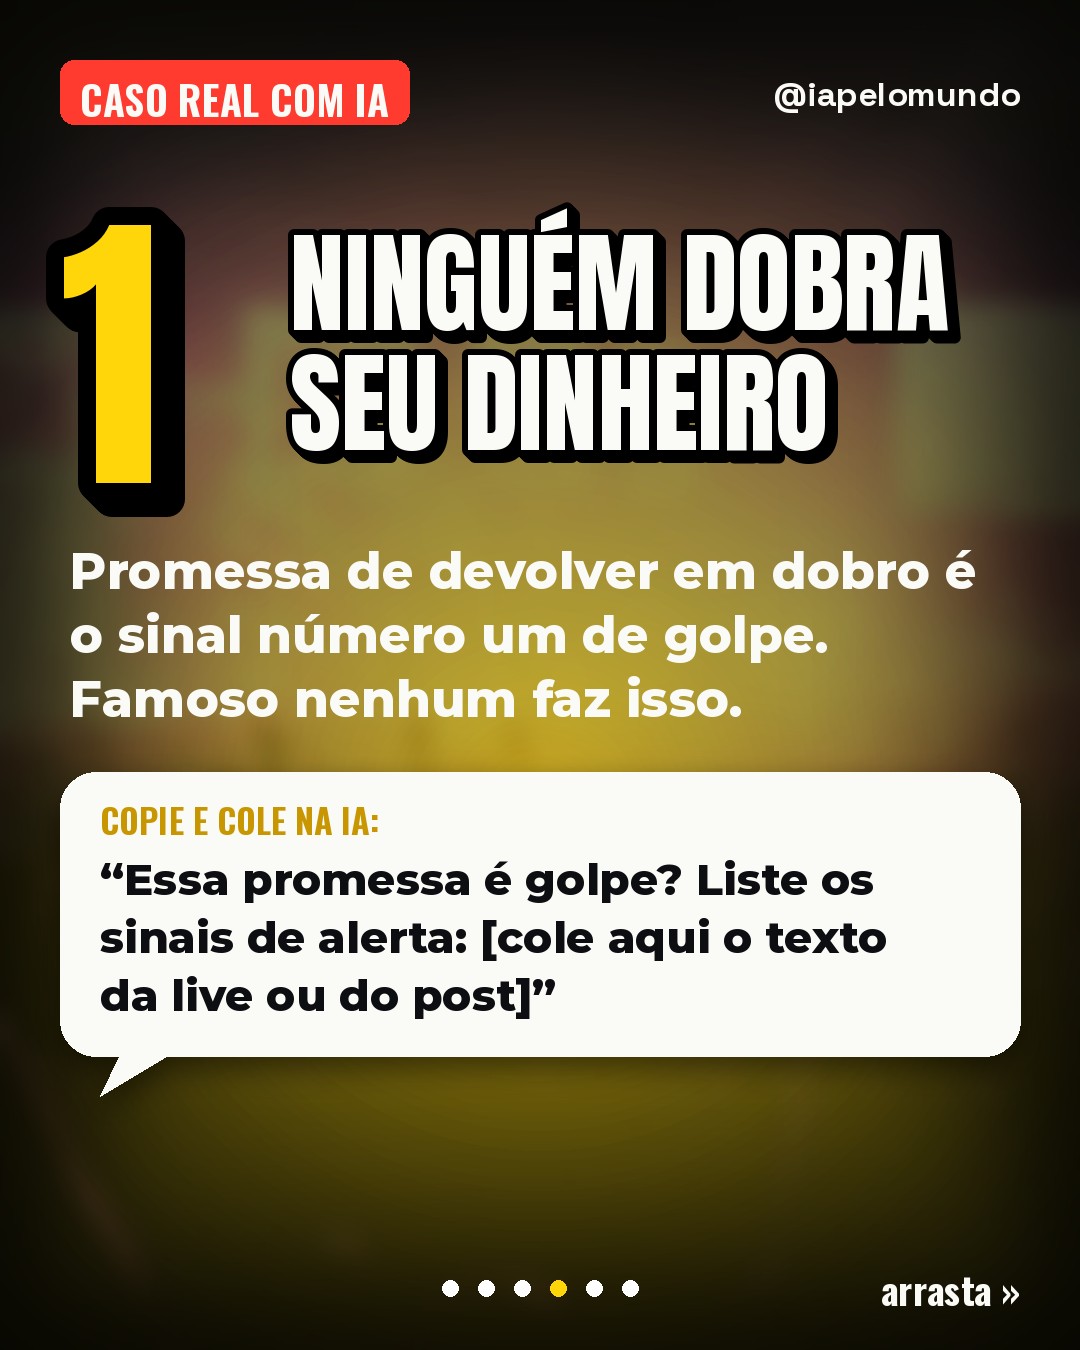 CASO REAL COM IA
@iapelomundo
1
NINGUÉM DOBRA
SEU DINHEIRO
Promessa de devolver em dobro é
o sinal número um de golpe.
Famoso nenhum faz isso.
COPIE E COLE NA IA:
“Essa promessa é golpe? Liste os
sinais de alerta: [cole aqui o texto
da live ou do post]”
arrasta »